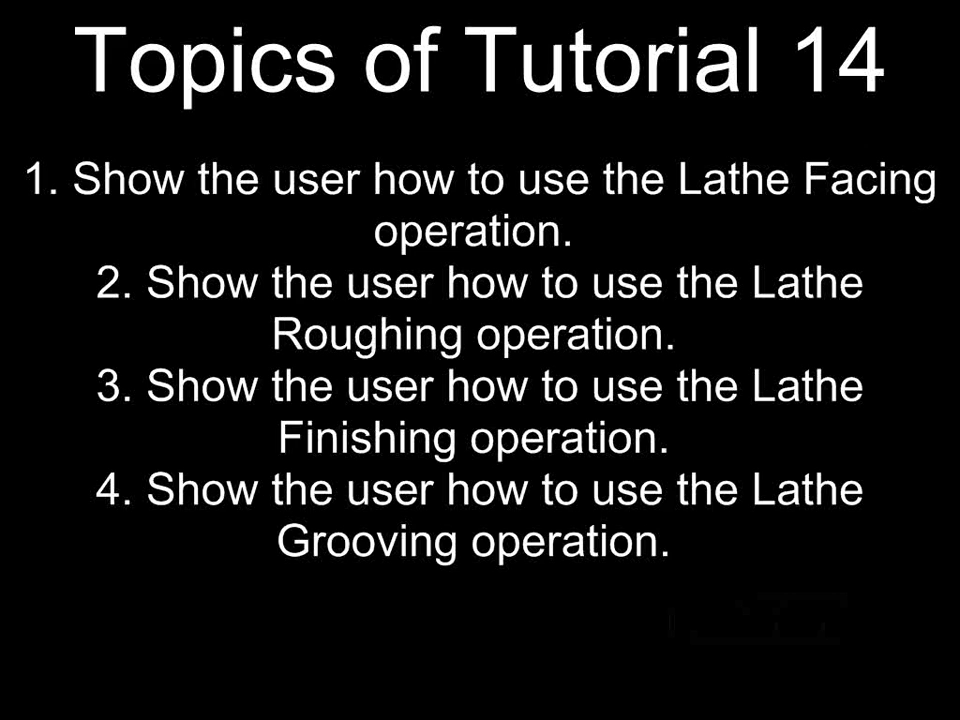 Topics of Tutorial 14
1. Show the user how to use the Lathe Facing
operation.
2. Show the user how to use the Lathe
Roughing operation.
3. Show the user how to use the Lathe
Finishing operation.
4. Show the user how to use the Lathe
Grooving operation.